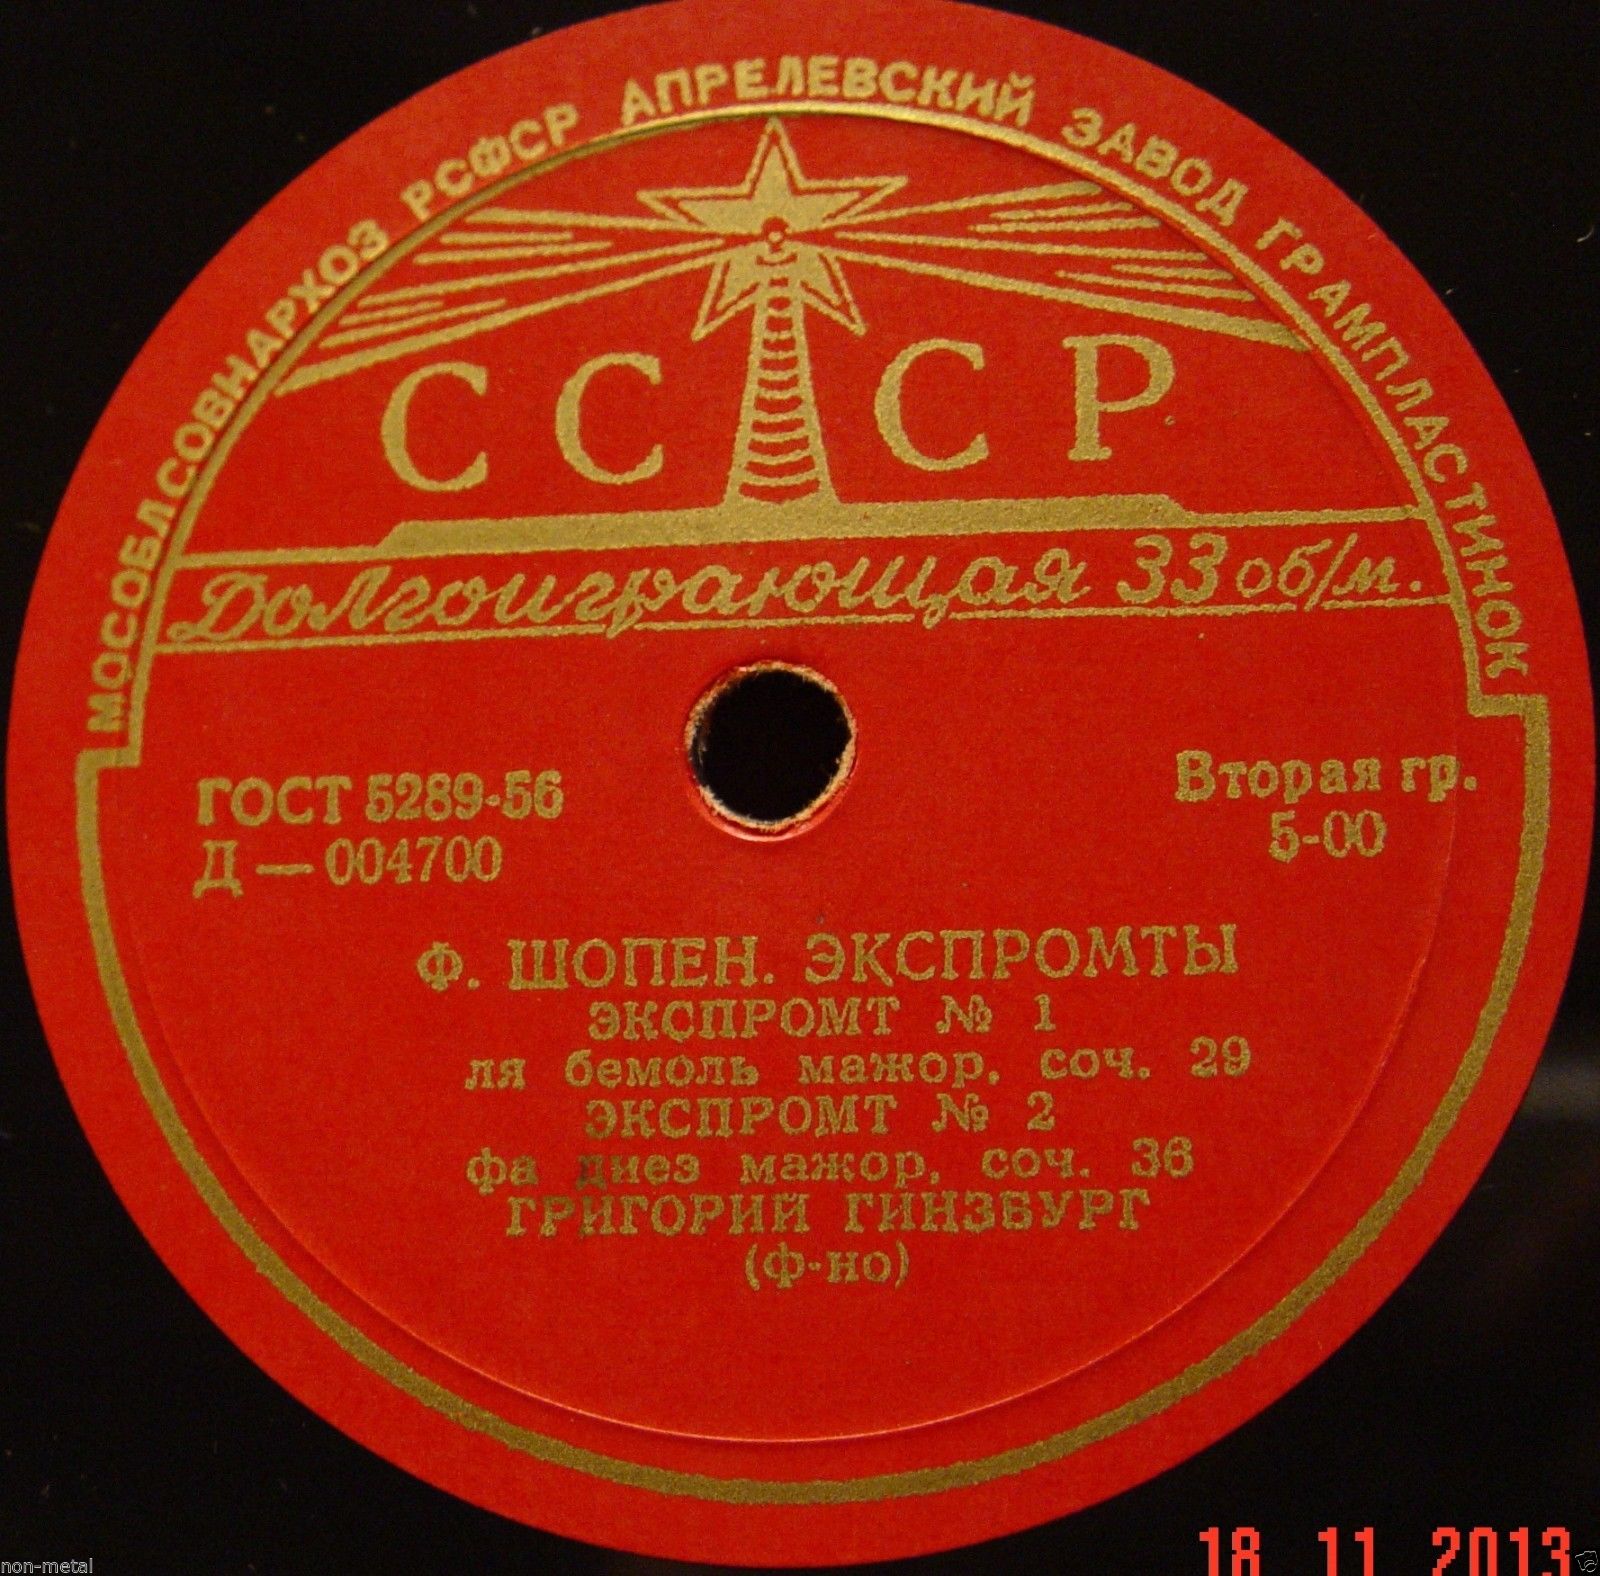 МОСОБЛСОВНАРХОЗ РСФСР АПРЕЛЕВСКИЙ ЗАВОД ГРАМПЛАСТИНОК
СССР
Долгоиграющая 33 об/м.
ГОСТ 5289-56
Д — 004700
Вторая гр.
5-00
Ф. ШОПЕН. ЭКСПРОМТЫ
ЭКСПРОМТ № 1
ля бемоль мажор, соч. 29
ЭКСПРОМТ № 2
фа диез мажор, соч. 36
ГРИГОРИЙ ГИНЗБУРГ
(ф-но)
18 11 2013
non-metal